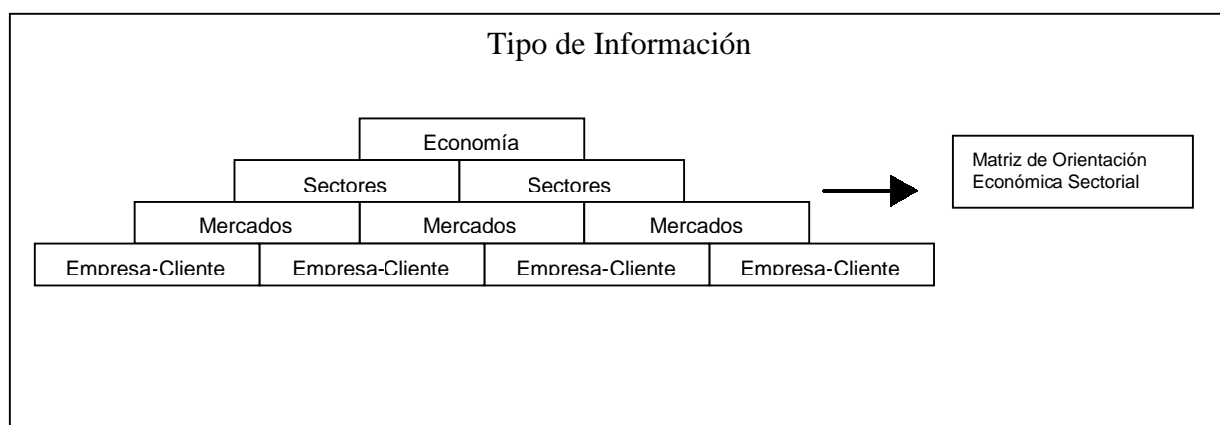 Tipo de Información
Economía
Sectores Sectores
Matriz de Orientación
Económica Sectorial
Mercados Mercados Mercados
Empresa-Cliente Empresa-Cliente Empresa-Cliente Empresa-Cliente